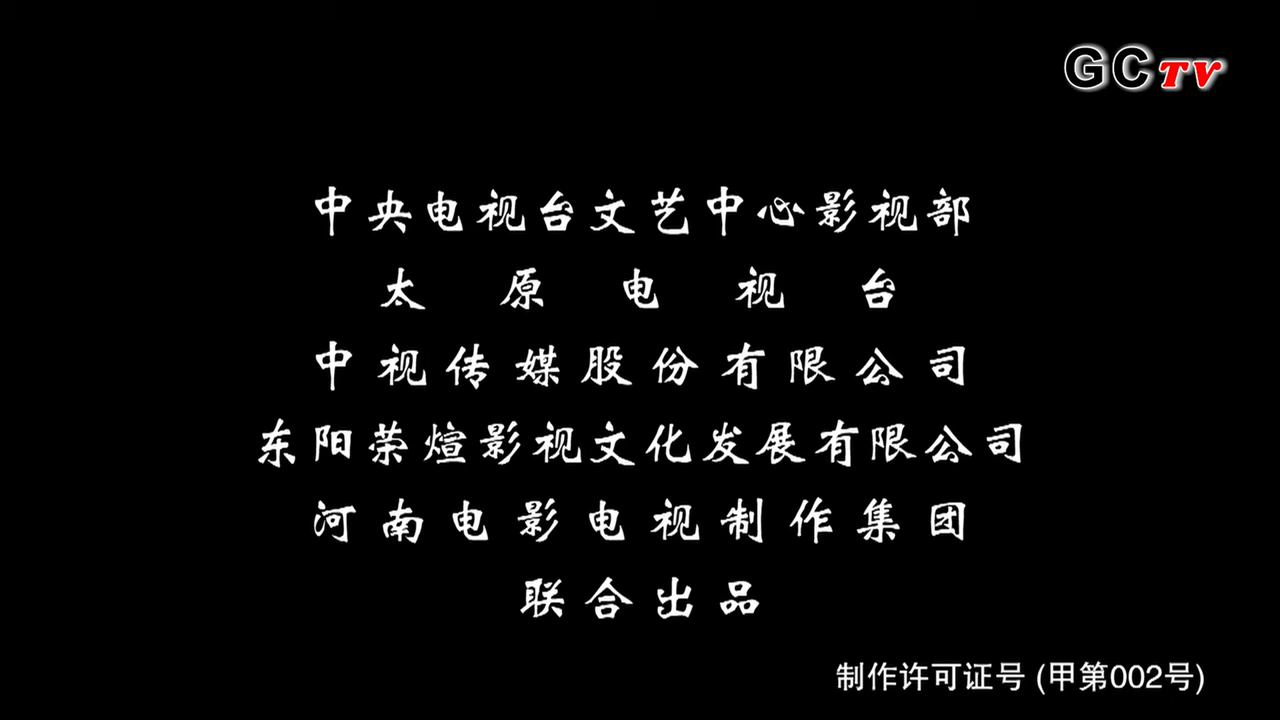 GCTV
中央电视台文艺中心影视部
太原电视台
中视传媒股份有限公司
东阳荣煊影视文化发展有限公司
河南电影电视制作集团
联合出品
制作许可证号 (甲第002号)